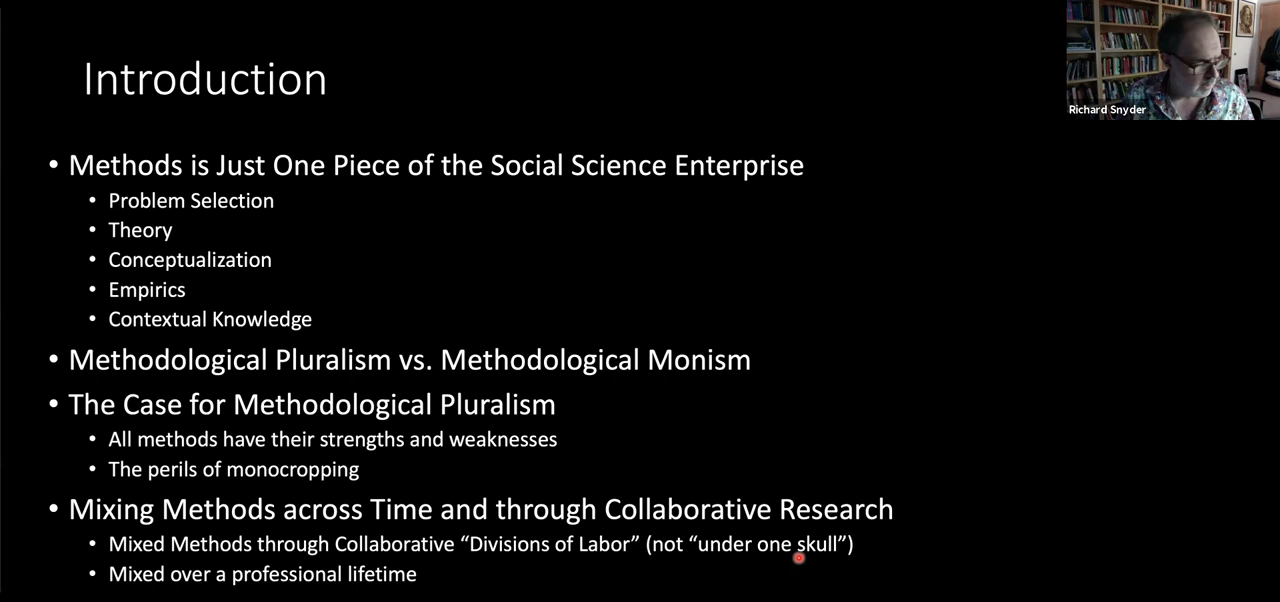 Introduction
Richard Snyder
• Methods is Just One Piece of the Social Science Enterprise
• Problem Selection
• Theory
• Conceptualization
• Empirics
• Contextual Knowledge
• Methodological Pluralism vs. Methodological Monism
• The Case for Methodological Pluralism
• All methods have their strengths and weaknesses
• The perils of monocropping
• Mixing Methods across Time and through Collaborative Research
• Mixed Methods through Collaborative “Divisions of Labor” (not “under one skull”)
• Mixed over a professional lifetime